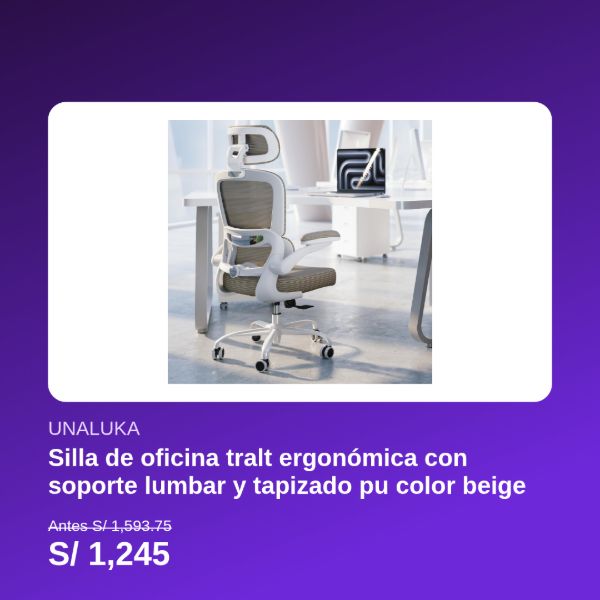 UNALUKA
Silla de oficina tralt ergonómica con
soporte lumbar y tapizado pu color beige
Antes S/ 1,593.75
S/ 1,245